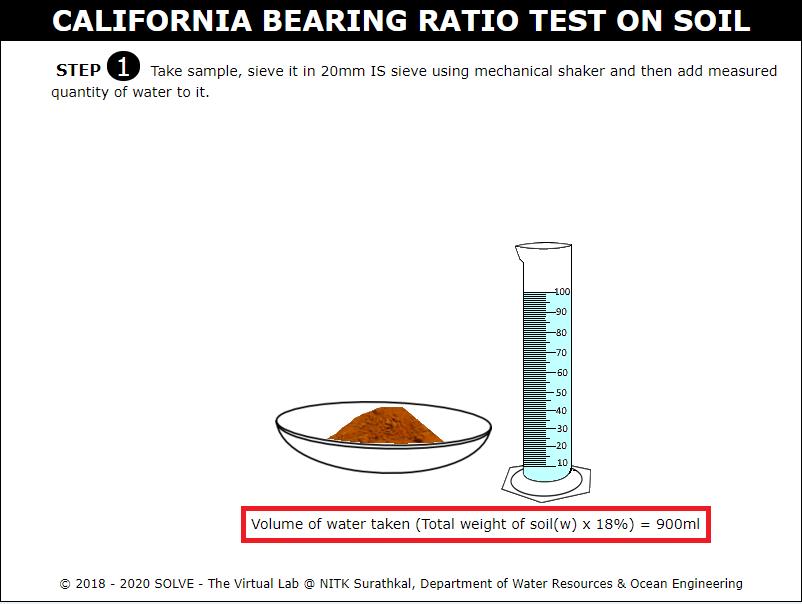 CALIFORNIA BEARING RATIO TEST ON SOIL
STEP 1 Take sample, sieve it in 20mm IS sieve using mechanical shaker and then add measured
quantity of water to it.
100
90
80
70
60
50
40
30
20
10
Volume of water taken (Total weight of soil(w) x 18%) = 900ml
© 2018 - 2020 SOLVE - The Virtual Lab @ NITK Surathkal, Department of Water Resources & Ocean Engineering